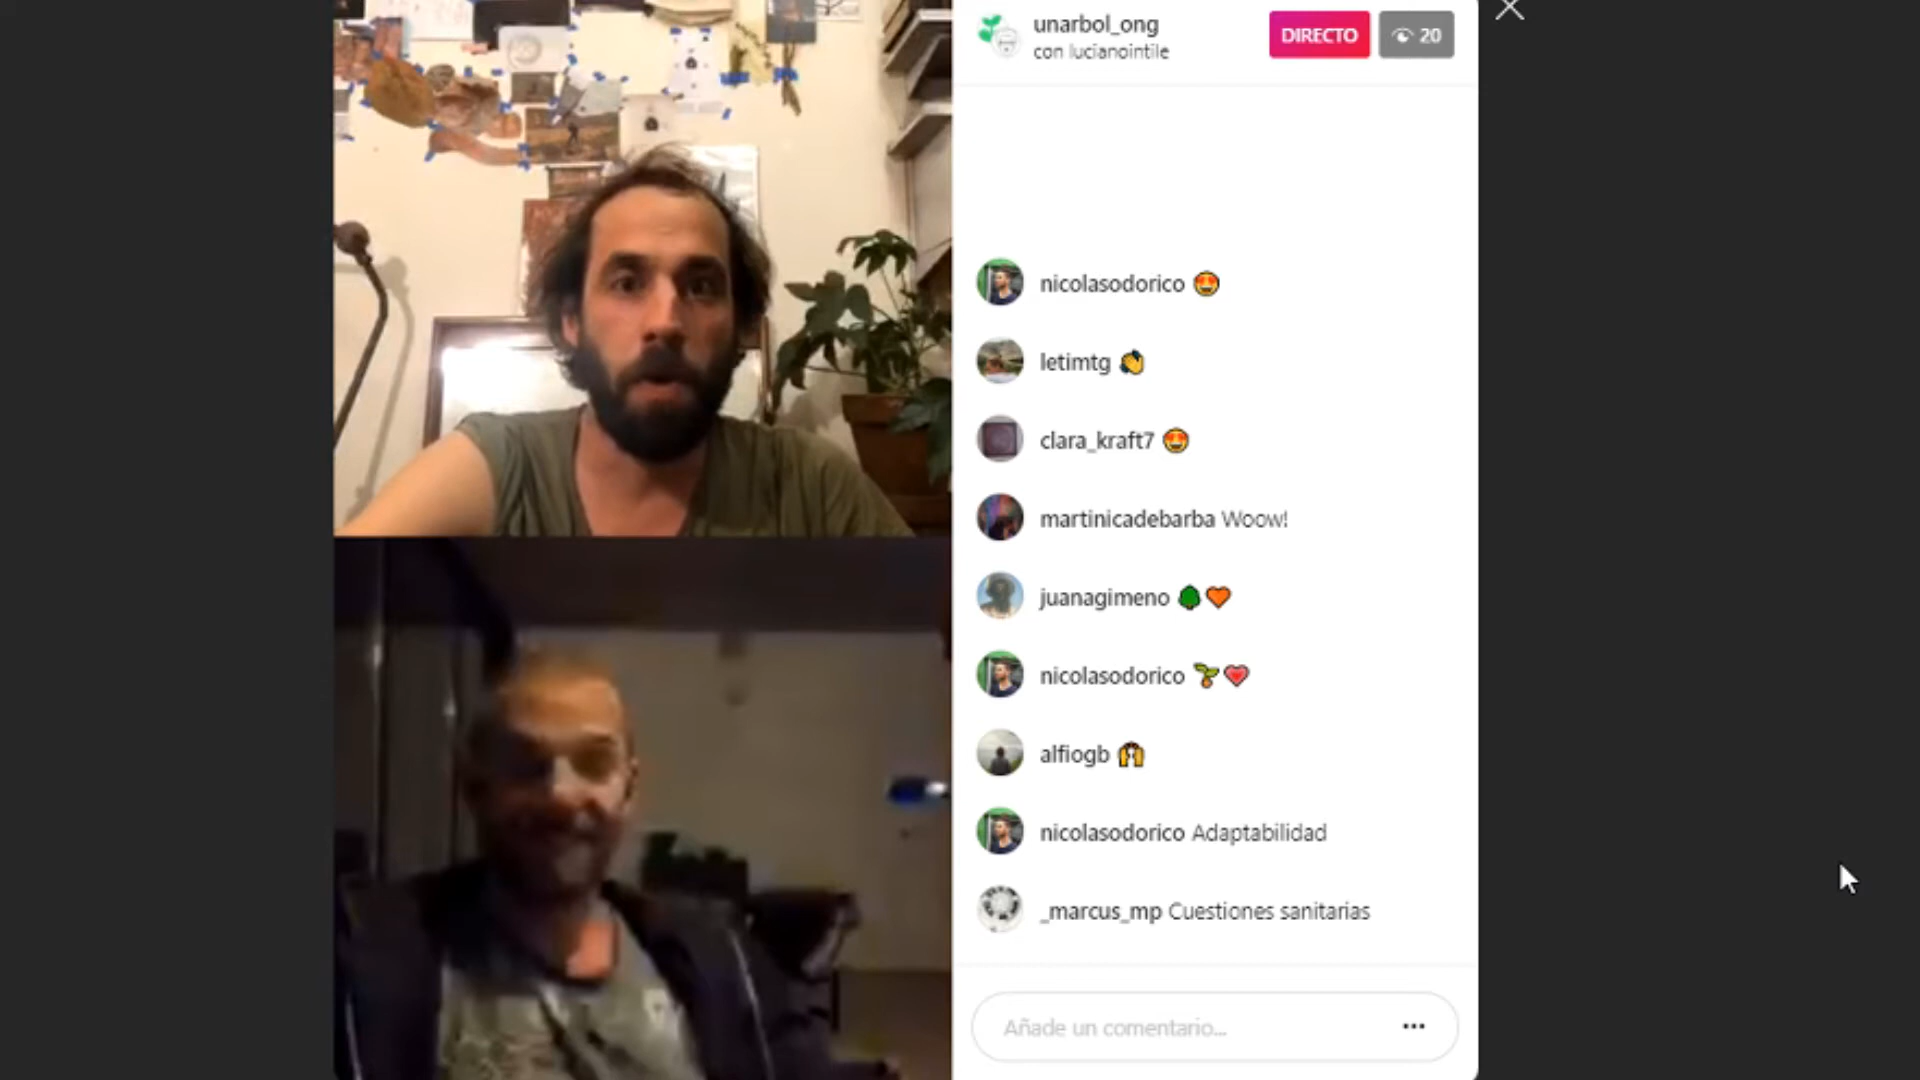 unarbol_ong
con lucianointile
DIRECTO
20
nicolasodorico 😍
letimtg 👏
clara_kraft7 😍
martinicadebarba Woow!
juanagimeno 🌳🧡
nicolasodorico 🌱💗
alfiogb 🙌
nicolasodorico Adaptabilidad
_marcus_mp Cuestiones sanitarias
Añade un comentario...